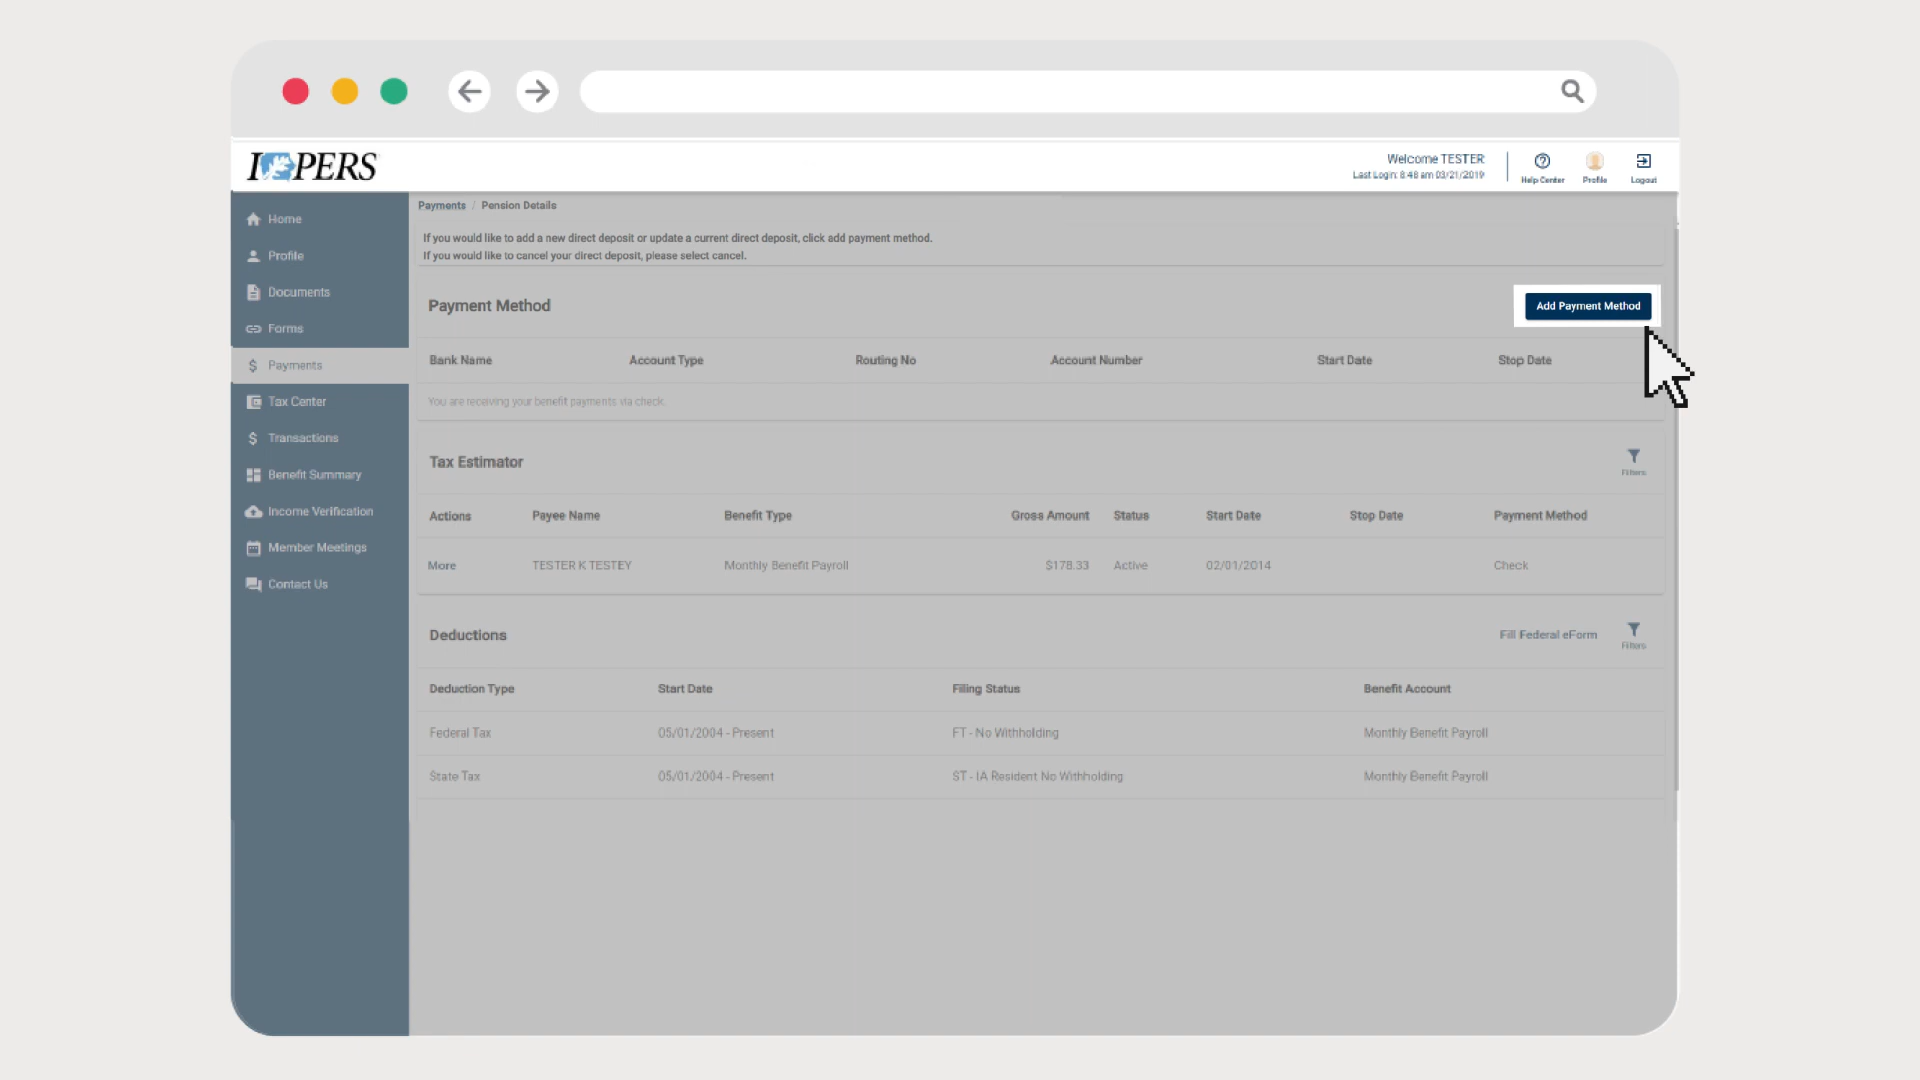 IOPERS
Welcome TESTER
Last Login: 8:48 am 03/21/2019
Help Center
Profile
Logout
Home
Profile
Documents
Forms
Payments
Tax Center
Transactions
Benefit Summary
Income Verification
Member Meetings
Contact Us
Payments / Pension Details
If you would like to add a new direct deposit or update a current direct deposit, click add payment method.
If you would like to cancel your direct deposit, please select cancel.
Payment Method
Add Payment Method
Bank Name Account Type Routing No Account Number Start Date Stop Date
You are receiving your benefit payments via check.
Tax Estimator
Filters
Actions Payee Name Benefit Type Gross Amount Status Start Date Stop Date Payment Method
More TESTER K TESTEY Monthly Benefit Payroll $178.33 Active 02/01/2014 Check
Deductions
Fill Federal eForm
Filters
Deduction Type Start Date Filing Status Benefit Account
Federal Tax 05/01/2004 - Present FT - No Withholding Monthly Benefit Payroll
State Tax 05/01/2004 - Present ST - IA Resident No Withholding Monthly Benefit Payroll